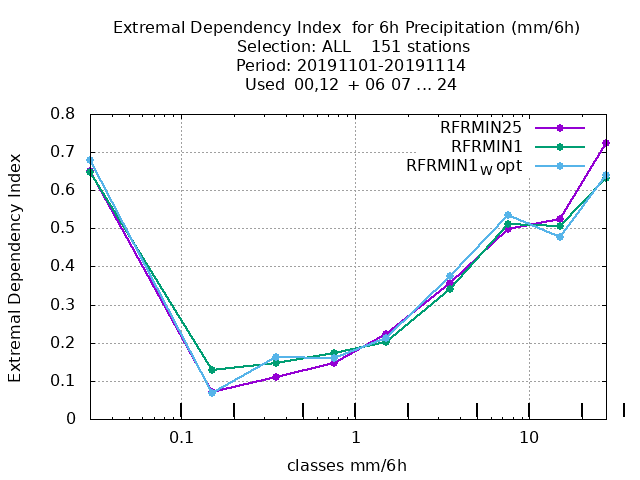 Extremal Dependency Index  for 6h Precipitation (mm/6h)
Selection: ALL    151 stations
Period: 20191101-20191114
Used  00,12  + 06 07 ... 24
RFRMIN25
RFRMIN1
RFRMIN1W opt
Extremal Dependency Index
0.8
0.7
0.6
0.5
0.4
0.3
0.2
0.1
0
0.1 1 10
classes mm/6h